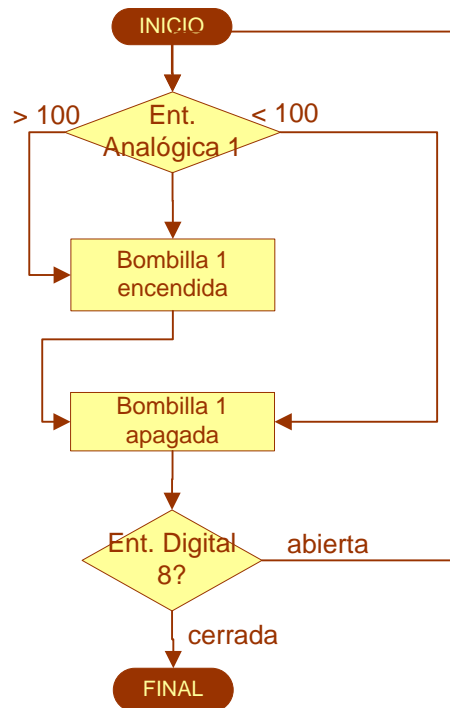 INICIO
> 100
< 100
Ent.
Analógica 1
Bombilla 1
encendida
Bombilla 1
apagada
Ent. Digital
8?
abierta
cerrada
FINAL